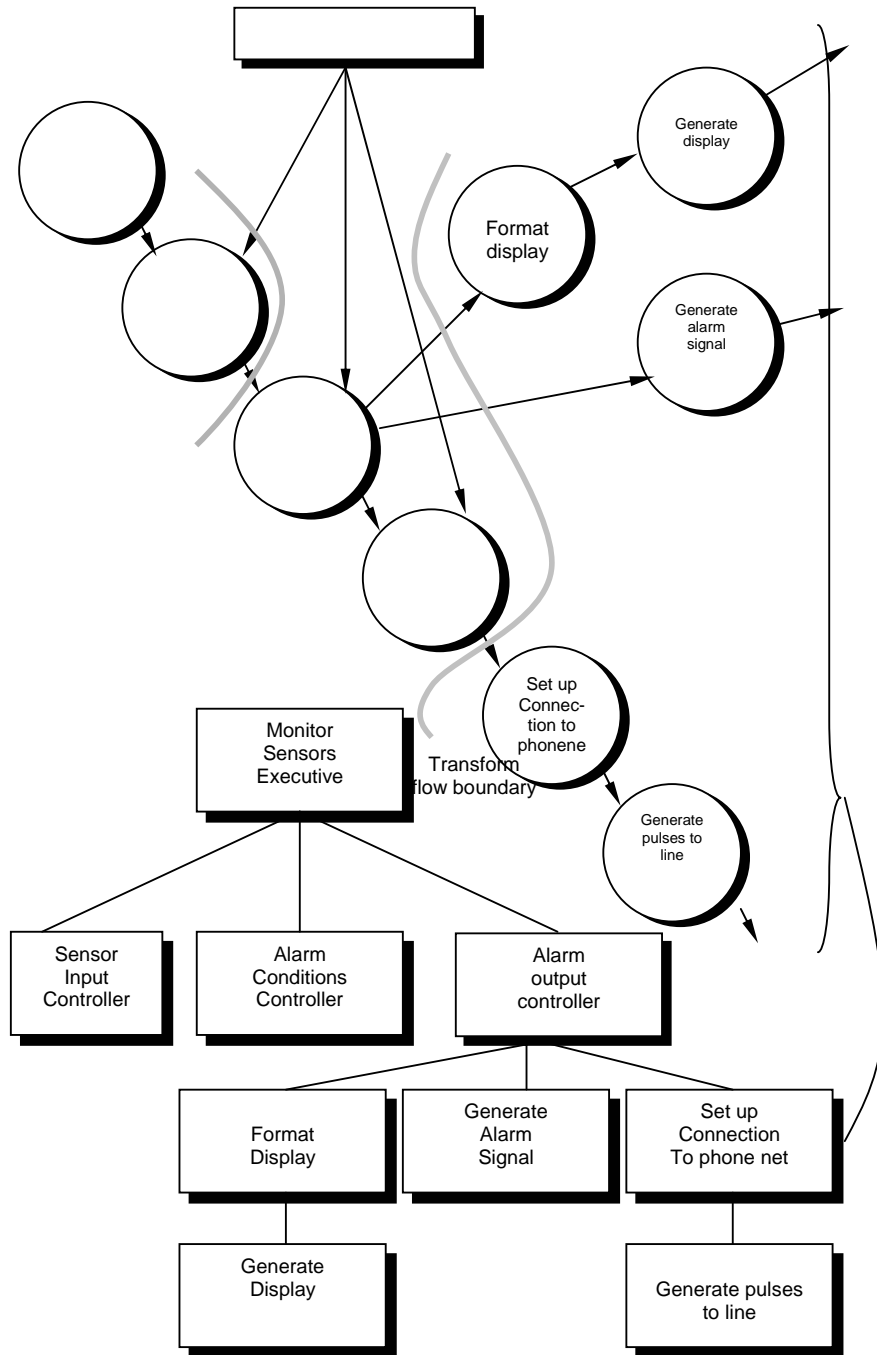 Generate
display
Format
display
Generate
alarm
signal
Set up
Connec-
tion to
phonene
Transform
flow boundary
Generate
pulses to
line
Monitor
Sensors
Executive
Sensor
Input
Controller
Alarm
Conditions
Controller
Alarm
output
controller
Format
Display
Generate
Alarm
Signal
Set up
Connection
To phone net
Generate
Display
Generate pulses
to line